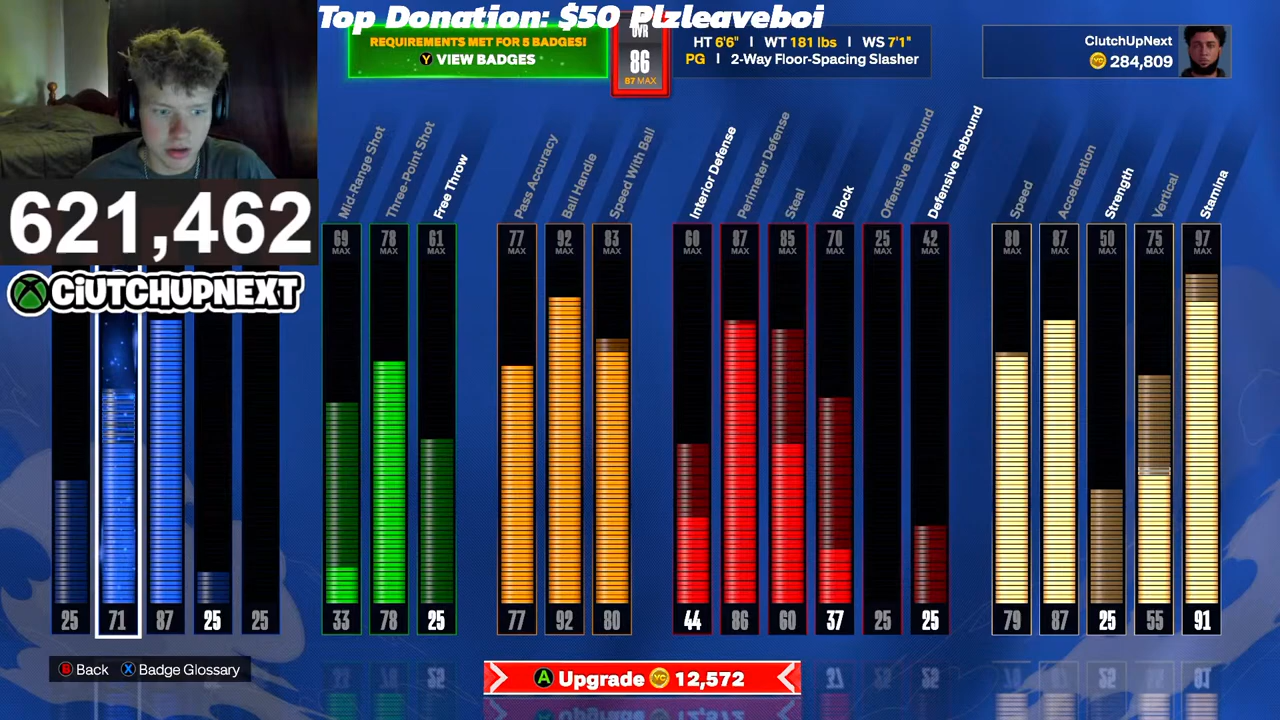 Top Donation: $50 Plzleaveboi
REQUIREMENTS MET FOR 5 BADGES!
Y VIEW BADGES
OVR
86
87 MAX
HT 6'6" | WT 181 lbs | WS 7'1"
PG | 2-Way Floor-Spacing Slasher
ClutchUpNext
VC 284,809
621,462
CiUTCHUPNEXT
Mid-Range Shot
Three-Point Shot
Free Throw
Pass Accuracy
Ball Handle
Speed With Ball
Interior Defense
Perimeter Defense
Steal
Block
Offensive Rebound
Defensive Rebound
Speed
Acceleration
Strength
Vertical
Stamina
69 78 61 77 92 83 60 87 85 70 25 42 80 87 50 75 97
MAX MAX MAX MAX MAX MAX MAX MAX MAX MAX MAX MAX MAX MAX MAX MAX MAX
25 71 87 25 25 33 78 25 77 92 80 44 86 60 37 25 25 79 87 25 55 91
B Back X Badge Glossary
A Upgrade VC 12,572